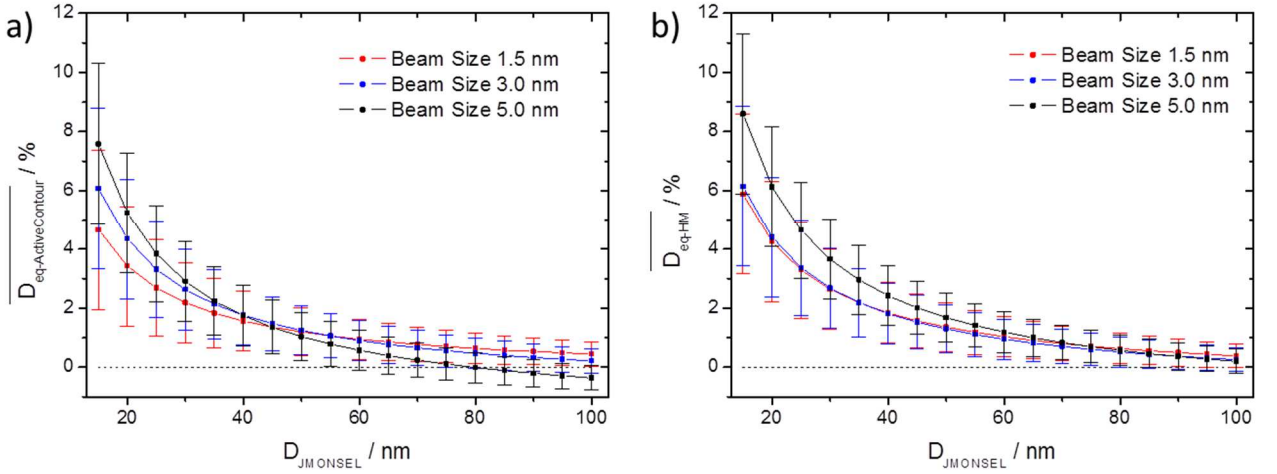 a)
12
10
8
6
4
2
0
D eq-ActiveContour / %
Beam Size 1.5 nm
Beam Size 3.0 nm
Beam Size 5.0 nm
20 40 60 80 100
D JMONSEL / nm
b)
12
10
8
6
4
2
0
D eq-HM / %
Beam Size 1.5 nm
Beam Size 3.0 nm
Beam Size 5.0 nm
20 40 60 80 100
D JMONSEL / nm